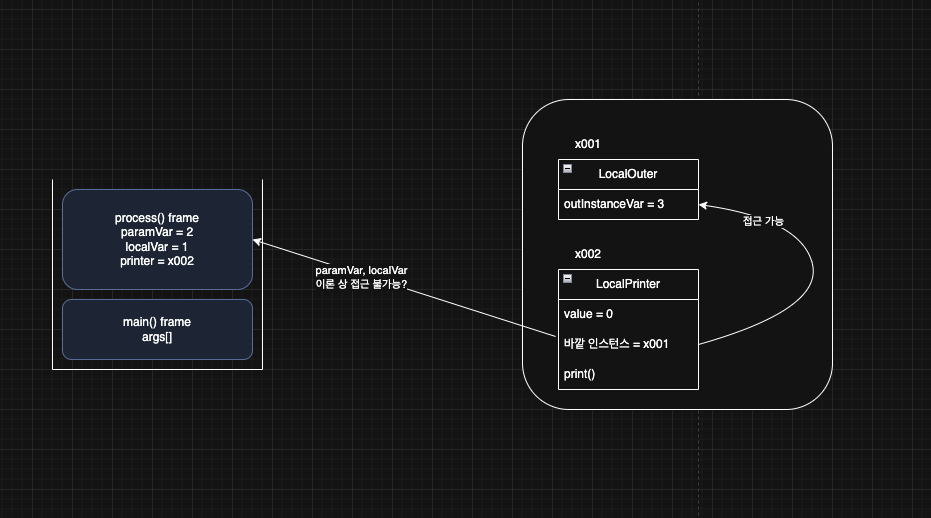 process() frame
paramVar = 2
localVar = 1
printer = x002
main() frame
args[]
paramVar, localVar
이론 상 접근 불가능?
x001
LocalOuter
outInstanceVar = 3
접근 가능
x002
LocalPrinter
value = 0
바깥 인스턴스 = x001
print()